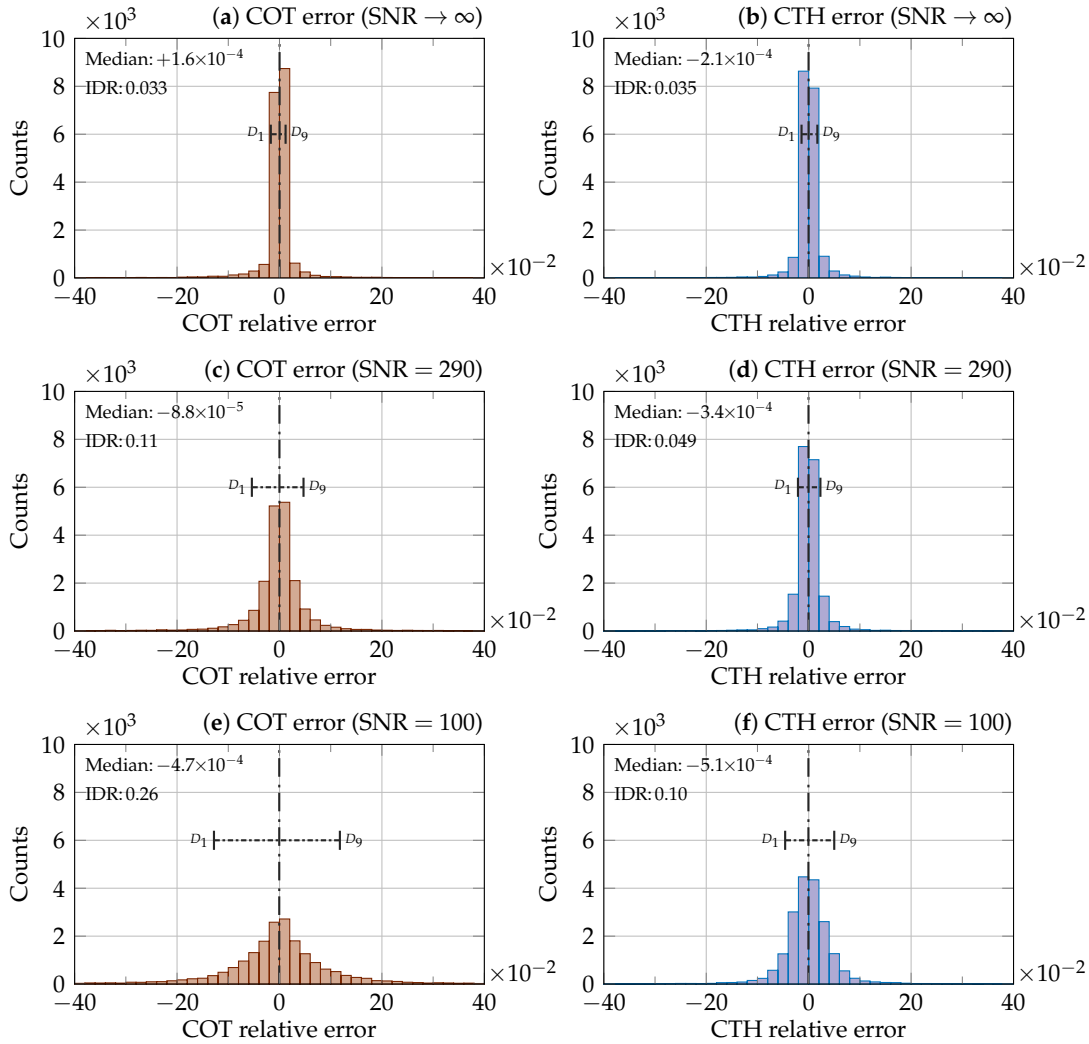 ×10³ (a) COT error (SNR → ∞)
10
8
6
4
2
0
Counts
Median: +1.6×10⁻⁴
IDR: 0.033
D₁ D₉
−40 −20 0 20 40
×10⁻²
COT relative error
×10³ (b) CTH error (SNR → ∞)
10
8
6
4
2
0
Counts
Median: −2.1×10⁻⁴
IDR: 0.035
D₁ D₉
−40 −20 0 20 40
×10⁻²
CTH relative error
×10³ (c) COT error (SNR = 290)
10
8
6
4
2
0
Counts
Median: −8.8×10⁻⁵
IDR: 0.11
D₁ D₉
−40 −20 0 20 40
×10⁻²
COT relative error
×10³ (d) CTH error (SNR = 290)
10
8
6
4
2
0
Counts
Median: −3.4×10⁻⁴
IDR: 0.049
D₁ D₉
−40 −20 0 20 40
×10⁻²
CTH relative error
×10³ (e) COT error (SNR = 100)
10
8
6
4
2
0
Counts
Median: −4.7×10⁻⁴
IDR: 0.26
D₁ D₉
−40 −20 0 20 40
×10⁻²
COT relative error
×10³ (f) CTH error (SNR = 100)
10
8
6
4
2
0
Counts
Median: −5.1×10⁻⁴
IDR: 0.10
D₁ D₉
−40 −20 0 20 40
×10⁻²
CTH relative error